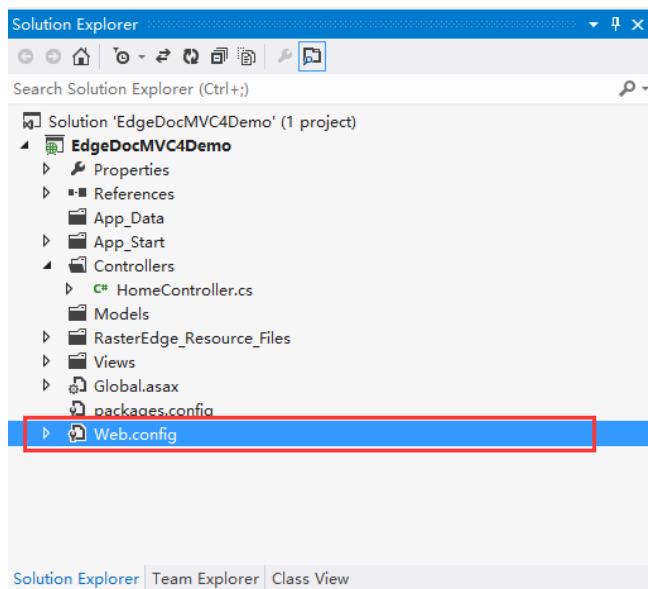 Solution Explorer
Search Solution Explorer (Ctrl+;)
Solution 'EdgeDocMVC4Demo' (1 project)
EdgeDocMVC4Demo
Properties
References
App_Data
App_Start
Controllers
C# HomeController.cs
Models
RasterEdge_Resource_Files
Views
Global.asax
packages.config
Web.config
Solution Explorer Team Explorer Class View